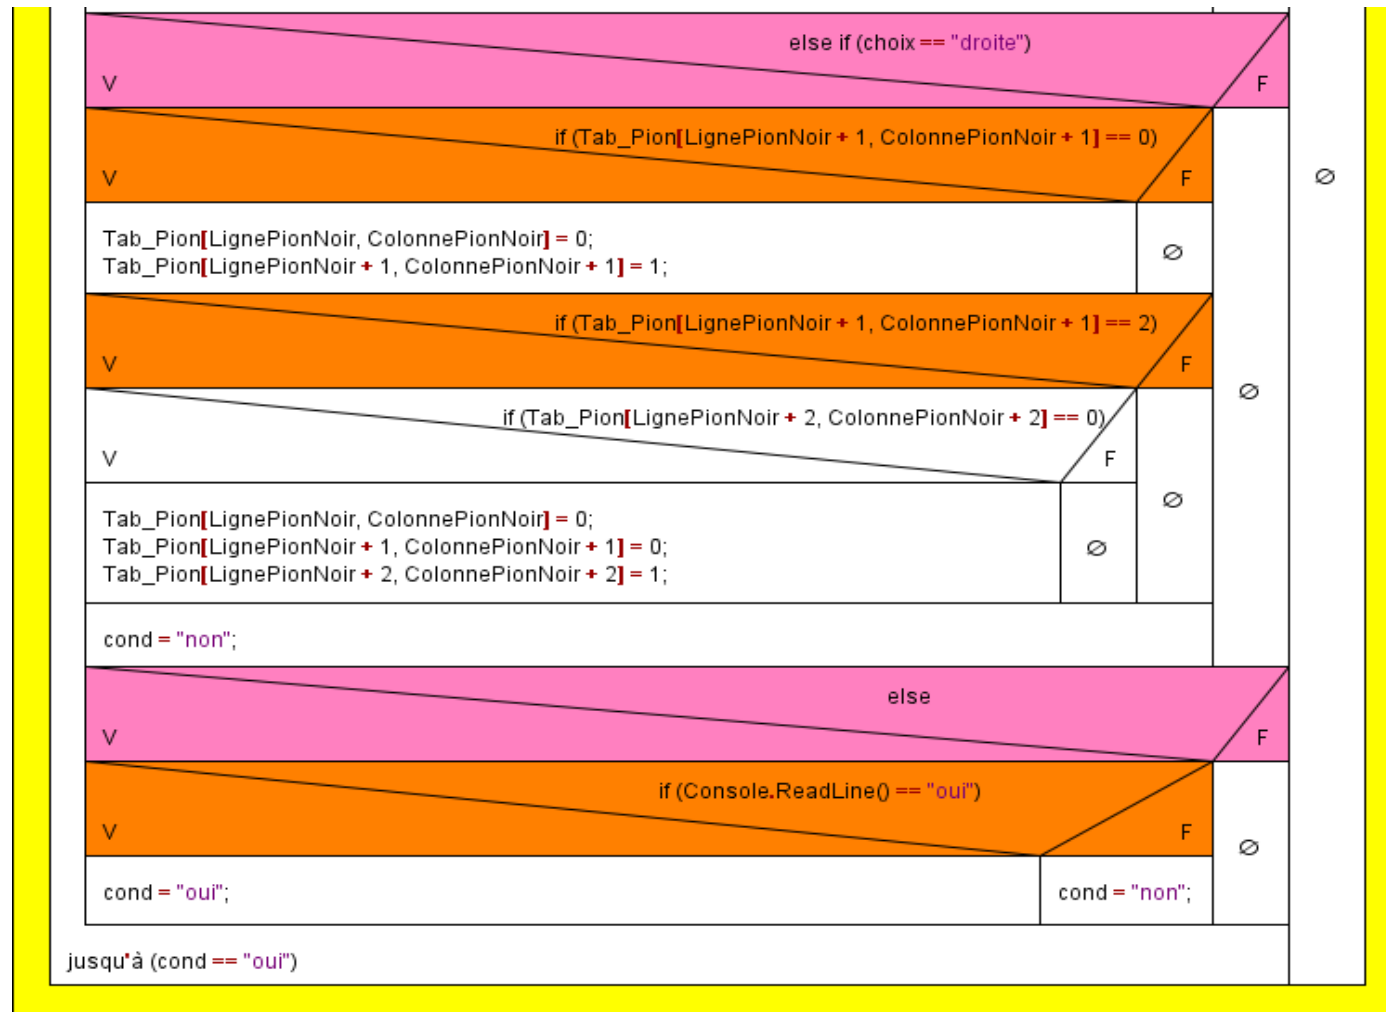 else if (choix == "droite")
V F
if (Tab_Pion[LignePionNoir + 1, ColonnePionNoir + 1] == 0)
V F ∅
Tab_Pion[LignePionNoir, ColonnePionNoir] = 0;
Tab_Pion[LignePionNoir + 1, ColonnePionNoir + 1] = 1;
∅
if (Tab_Pion[LignePionNoir + 1, ColonnePionNoir + 1] == 2)
V F
∅
if (Tab_Pion[LignePionNoir + 2, ColonnePionNoir + 2] == 0)
V F
∅
Tab_Pion[LignePionNoir, ColonnePionNoir] = 0;
Tab_Pion[LignePionNoir + 1, ColonnePionNoir + 1] = 0;
Tab_Pion[LignePionNoir + 2, ColonnePionNoir + 2] = 1;
∅
cond = "non";
else
V F
if (Console.ReadLine() == "oui")
V F
∅
cond = "oui"; cond = "non";
jusqu'à (cond == "oui")